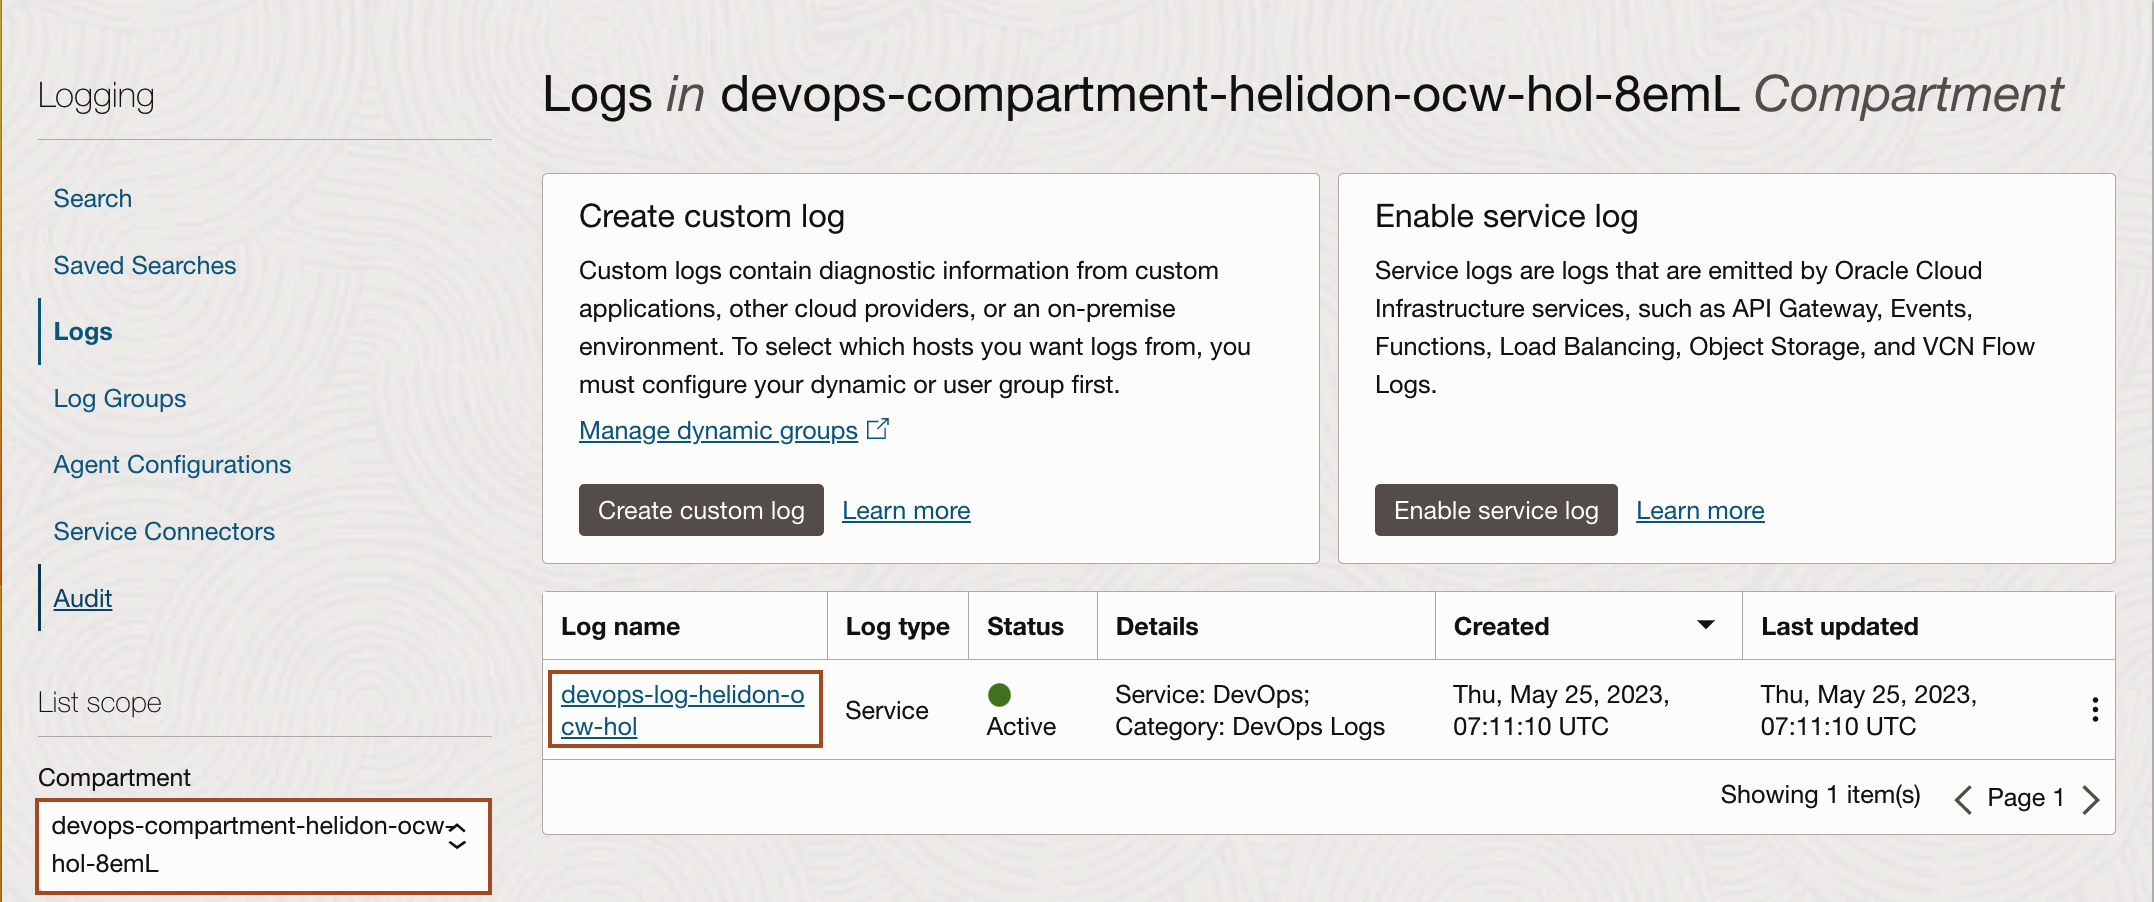 Logging
Search
Saved Searches
Logs
Log Groups
Agent Configurations
Service Connectors
Audit
List scope
Compartment
devops-compartment-helidon-ocw-
hol-8emL
Logs in devops-compartment-helidon-ocw-hol-8emL Compartment
Create custom log
Custom logs contain diagnostic information from custom
applications, other cloud providers, or an on-premise
environment. To select which hosts you want logs from, you
must configure your dynamic or user group first.
Manage dynamic groups
Create custom log Learn more
Enable service log
Service logs are logs that are emitted by Oracle Cloud
Infrastructure services, such as API Gateway, Events,
Functions, Load Balancing, Object Storage, and VCN Flow
Logs.
Enable service log Learn more
Log name Log type Status Details Created Last updated
devops-log-helidon-o
cw-hol
Service
Active
Service: DevOps;
Category: DevOps Logs
Thu, May 25, 2023,
07:11:10 UTC
Thu, May 25, 2023,
07:11:10 UTC
Showing 1 item(s) Page 1